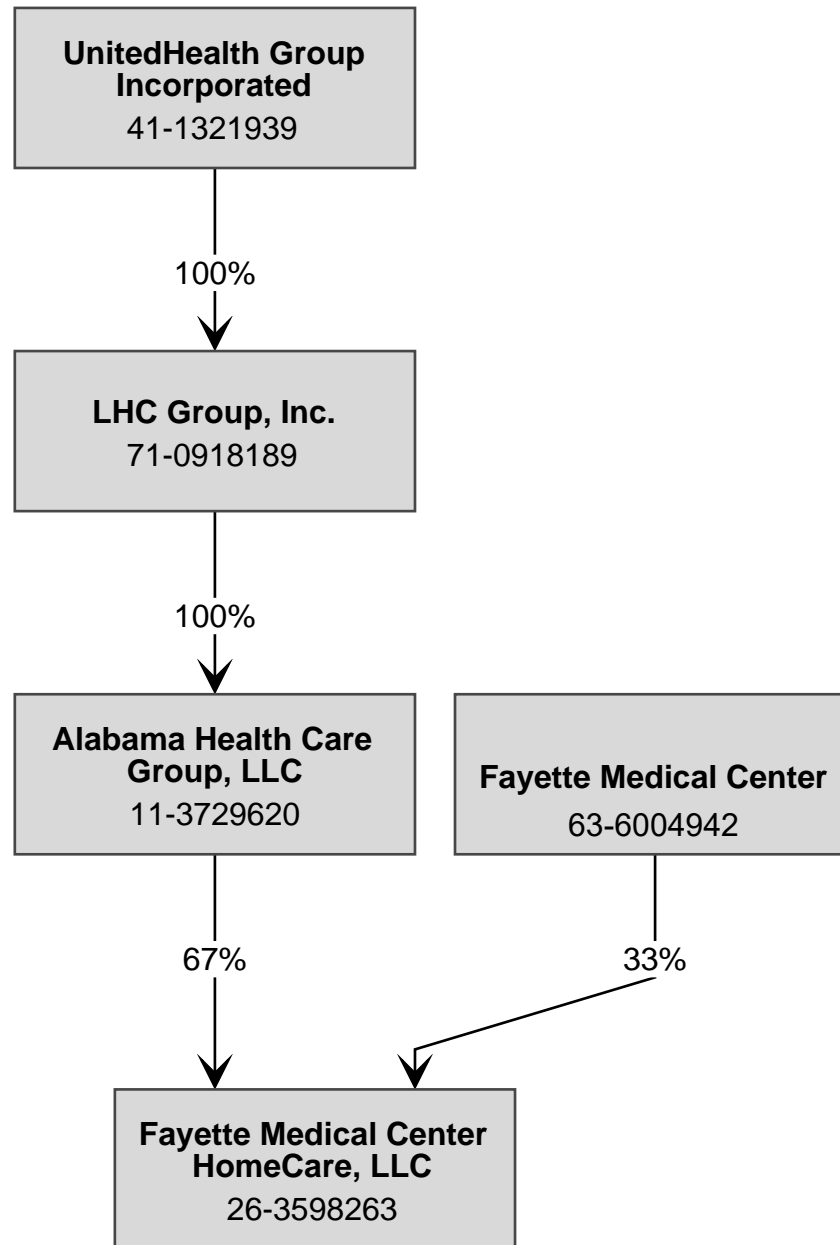 UnitedHealth Group
Incorporated
41-1321939
100%
LHC Group, Inc.
71-0918189
100%
Alabama Health Care
Group, LLC
11-3729620
Fayette Medical Center
63-6004942
67%
33%
Fayette Medical Center
HomeCare, LLC
26-3598263